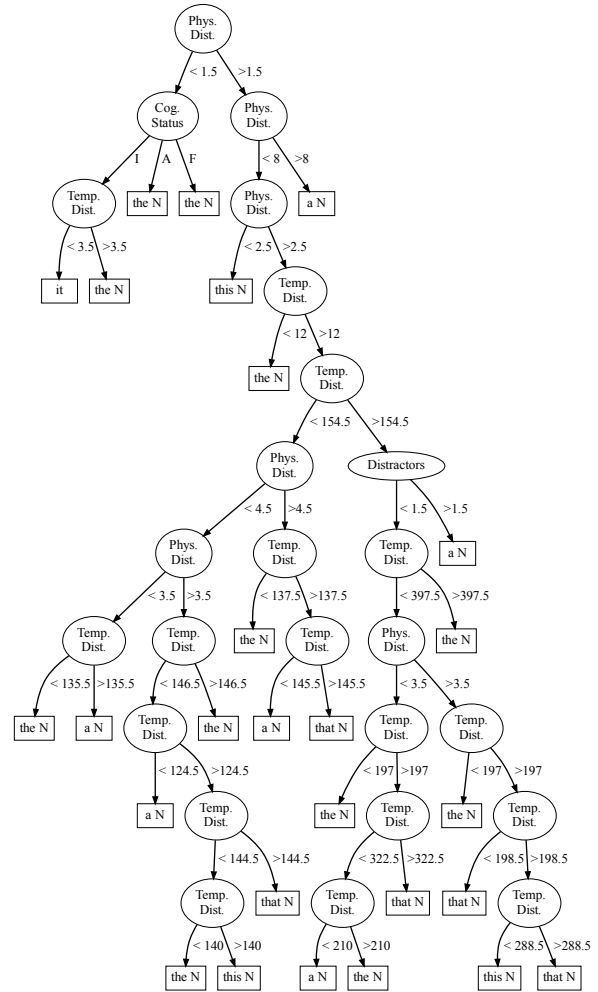 Phys.
Dist.
< 1.5 >1.5
Cog.
Status
Phys.
Dist.
I A F < 8 >8
Temp.
Dist.
the N the N
Phys.
Dist.
a N
< 3.5 >3.5 < 2.5 >2.5
it the N this N
Temp.
Dist.
< 12 >12
the N
Temp.
Dist.
< 154.5 >154.5
Phys.
Dist.
Distractors
< 4.5 >4.5 < 1.5 >1.5
Phys.
Dist.
Temp.
Dist.
Temp.
Dist.
a N
< 3.5 >3.5 < 137.5 >137.5 < 397.5 >397.5
Temp.
Dist.
Temp.
Dist.
the N
Temp.
Dist.
Phys.
Dist.
the N
< 135.5 >135.5 < 146.5 >146.5 < 145.5 >145.5 < 3.5 >3.5
the N a N
Temp.
Dist.
the N a N that N
Temp.
Dist.
Temp.
Dist.
< 124.5 >124.5 < 197 >197 < 197 >197
a N
Temp.
Dist.
the N
Temp.
Dist.
the N
Temp.
Dist.
< 144.5 >144.5 < 322.5 >322.5 < 198.5 >198.5
Temp.
Dist.
that N
Temp.
Dist.
that N that N
Temp.
Dist.
< 140 >140 < 210 >210 < 288.5 >288.5
the N this N a N the N this N that N